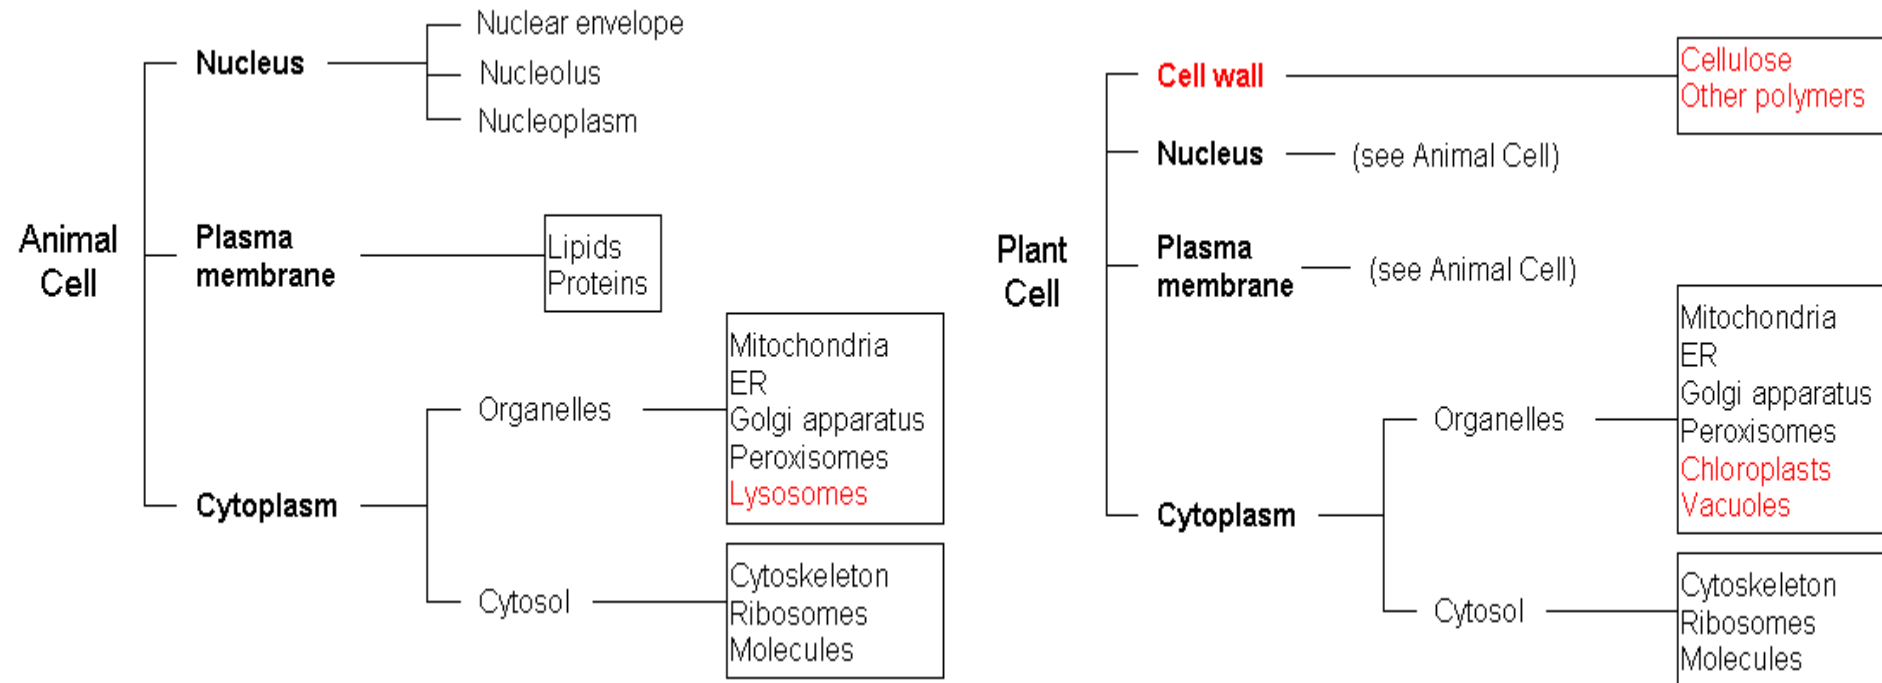 Animal
Cell
Nucleus
Nuclear envelope
Nucleolus
Nucleoplasm
Plasma
membrane
Lipids
Proteins
Cytoplasm
Organelles
Mitochondria
ER
Golgi apparatus
Peroxisomes
Lysosomes
Cytosol
Cytoskeleton
Ribosomes
Molecules
Plant
Cell
Cell wall
Cellulose
Other polymers
Nucleus
(see Animal Cell)
Plasma
membrane
(see Animal Cell)
Cytoplasm
Organelles
Mitochondria
ER
Golgi apparatus
Peroxisomes
Chloroplasts
Vacuoles
Cytosol
Cytoskeleton
Ribosomes
Molecules